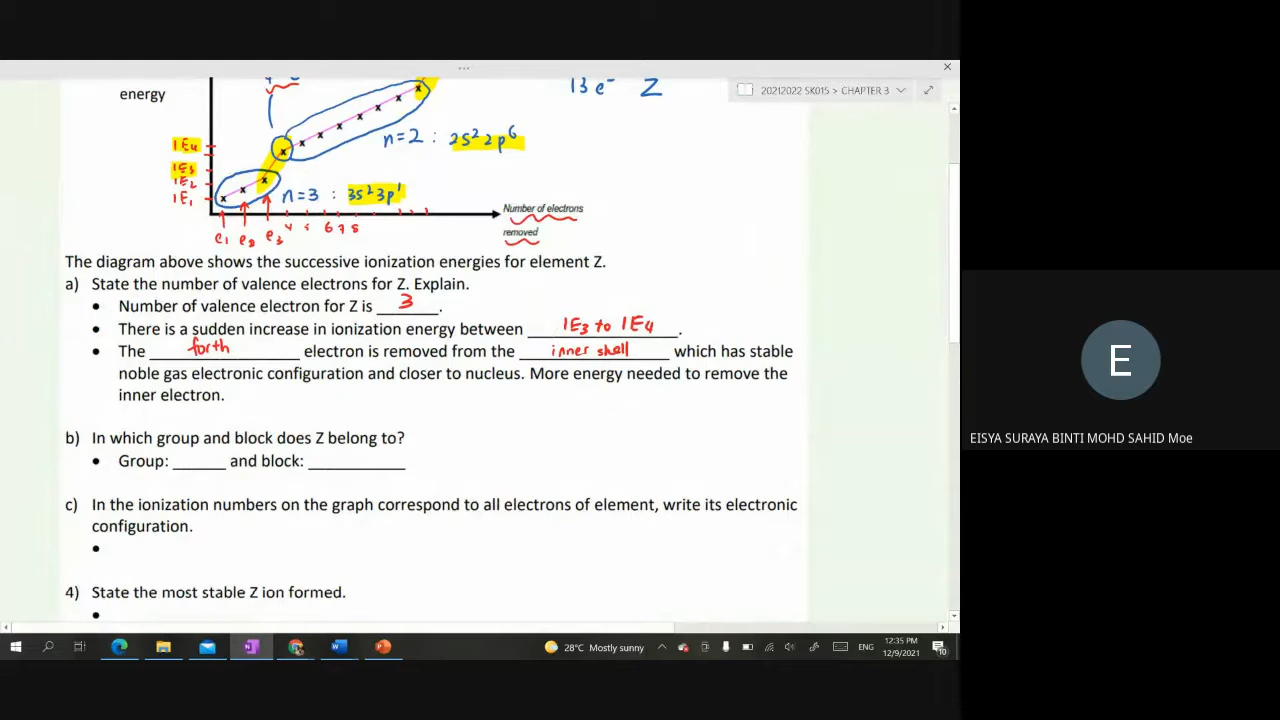 13 e⁻ Z
20212022 SK015 > CHAPTER 3
energy
n=2 : 2s² 2p⁶
IE₄
IE₃
IE₂
IE₁
n=3 : 3s² 3p¹
Number of electrons
removed
e₁ e₂ e₃ 4 5 6 7 8
The diagram above shows the successive ionization energies for element Z.
a) State the number of valence electrons for Z. Explain.
• Number of valence electron for Z is 3.
• There is a sudden increase in ionization energy between IE₃ to IE₄.
• The forth electron is removed from the inner shell which has stable
noble gas electronic configuration and closer to nucleus. More energy needed to remove the
inner electron.
b) In which group and block does Z belong to?
• Group: ______ and block: ___________
c) In the ionization numbers on the graph correspond to all electrons of element, write its electronic
configuration.
•
4) State the most stable Z ion formed.
•
E
EISYA SURAYA BINTI MOHD SAHID Moe
28°C Mostly sunny
ENG
12:35 PM
12/9/2021
10